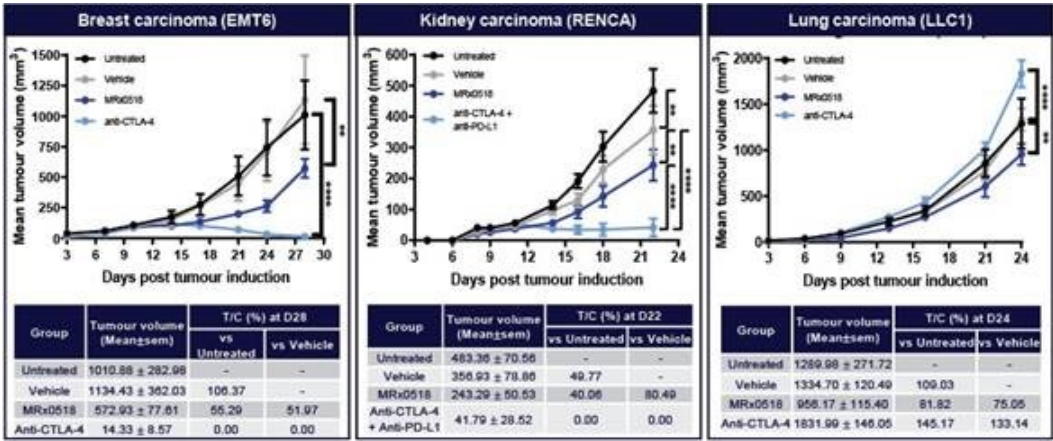 Breast carcinoma (EMT6)
Mean tumour volume (mm³)
1500
1250
1000
750
500
250
0
Untreated
Vehicle
MRx0518
anti-CTLA-4
**
****
3 6 9 12 15 18 21 24 27 30
Days post tumour induction
Group Tumour volume (Mean±sem) T/C (%) at D28
vs Untreated vs Vehicle
Untreated 1010.88 ± 282.98 - -
Vehicle 1134.43 ± 362.03 106.37 -
MRx0518 572.93 ± 77.61 55.29 51.97
Anti-CTLA-4 14.33 ± 8.57 0.00 0.00
Kidney carcinoma (RENCA)
Mean tumour volume (mm³)
600
500
400
300
200
100
0
Untreated
Vehicle
MRx0518
anti-CTLA-4 +
anti-PD-L1
**
**
****
****
4 6 8 10 12 14 16 18 20 22 24
Days post tumour induction
Group Tumour volume (Mean±sem) T/C (%) at D22
vs Untreated vs Vehicle
Untreated 483.36 ± 70.56 - -
Vehicle 356.93 ± 78.86 49.77 -
MRx0518 243.29 ± 50.53 40.06 80.49
Anti-CTLA-4
+ Anti-PD-L1 41.79 ± 28.52 0.00 0.00
Lung carcinoma (LLC1)
Mean tumour volume (mm³)
2000
1500
1000
500
0
Untreated
Vehicle
MRx0518
anti-CTLA-4
****
**
3 6 9 12 15 18 21 24
Days post tumour induction
Group Tumour volume (Mean±sem) T/C (%) at D24
vs Untreated vs Vehicle
Untreated 1289.98 ± 271.72 - -
Vehicle 1334.70 ± 120.49 109.03 -
MRx0518 956.17 ± 115.40 81.82 75.05
Anti-CTLA-4 1831.99 ± 146.05 145.17 133.14